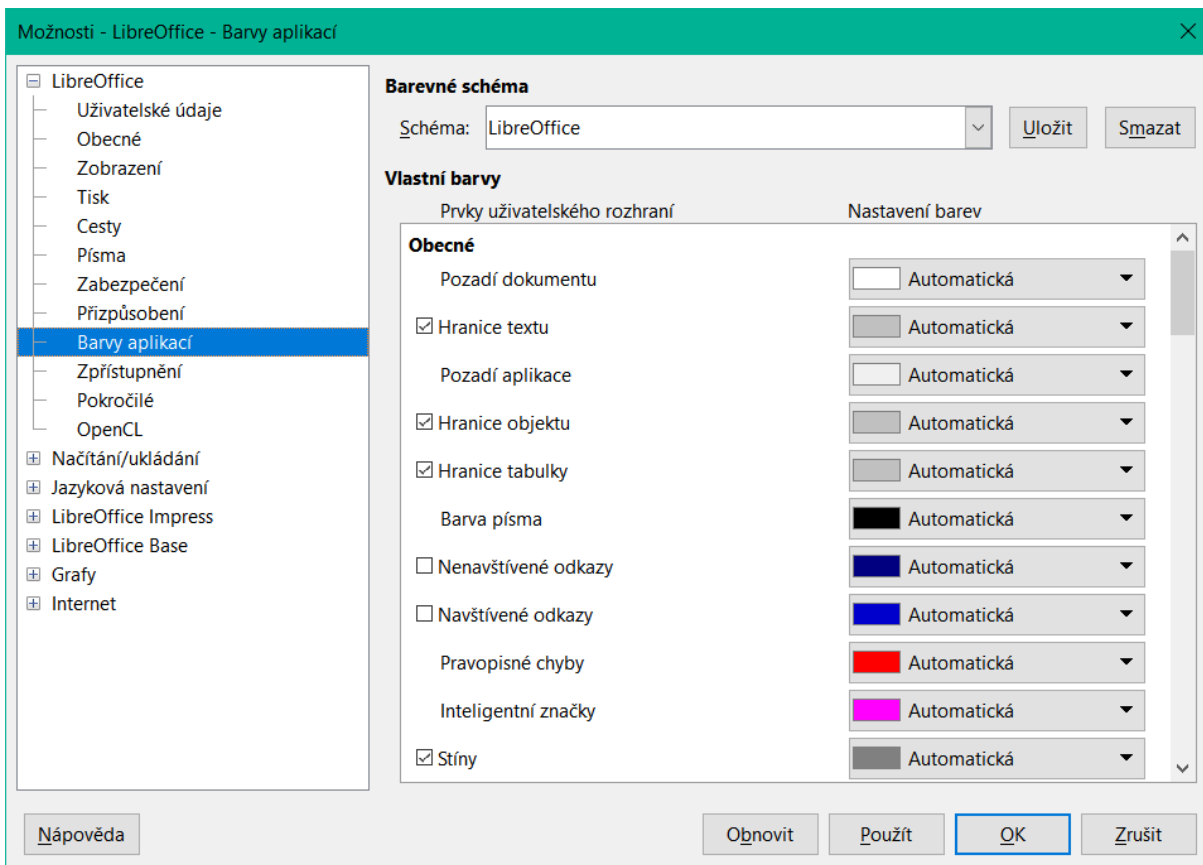 Možnosti - LibreOffice - Barvy aplikací
LibreOffice
Uživatelské údaje
Obecné
Zobrazení
Tisk
Cesty
Písma
Zabezpečení
Přizpůsobení
Barvy aplikací
Zpřístupnění
Pokročilé
OpenCL
Načítání/ukládání
Jazyková nastavení
LibreOffice Impress
LibreOffice Base
Grafy
Internet
Barevné schéma
Schéma: LibreOffice Uložit Smazat
Vlastní barvy
Prvky uživatelského rozhraní Nastavení barev
Obecné
Pozadí dokumentu Automatická
Hranice textu Automatická
Pozadí aplikace Automatická
Hranice objektu Automatická
Hranice tabulky Automatická
Barva písma Automatická
Nenavštívené odkazy Automatická
Navštívené odkazy Automatická
Pravopisné chyby Automatická
Inteligentní značky Automatická
Stíny Automatická
Nápověda Obnovit Použít OK Zrušit